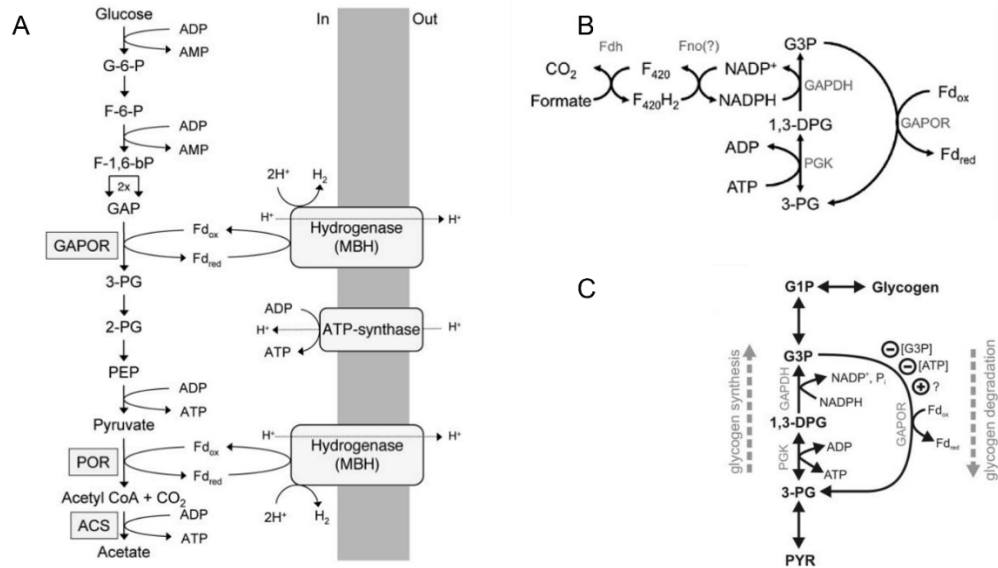 A
Glucose
ADP
AMP
G-6-P
F-6-P
ADP
AMP
F-1,6-bP
2x
GAP
GAPOR
Fdox
Fdred
3-PG
2-PG
PEP
ADP
ATP
Pyruvate
POR
Fdox
Fdred
Acetyl CoA + CO2
ACS
ADP
ATP
Acetate
In
Out
2H+
H2
H+
H+
Hydrogenase
(MBH)
ADP
H+
ATP-synthase
H+
ATP
H+
H+
Hydrogenase
(MBH)
2H+
H2
B
Fdh
Fno(?)
G3P
CO2
F420
NADP+
Formate
F420H2
NADPH
GAPDH
Fdox
GAPOR
Fdred
1,3-DPG
ADP
PGK
ATP
3-PG
C
G1P
Glycogen
glycogen synthesis
G3P
[G3P]
[ATP]
?
GAPDH
NADP+, Pi
NADPH
GAPOR
Fdox
Fdred
glycogen degradation
1,3-DPG
PGK
ADP
ATP
3-PG
PYR